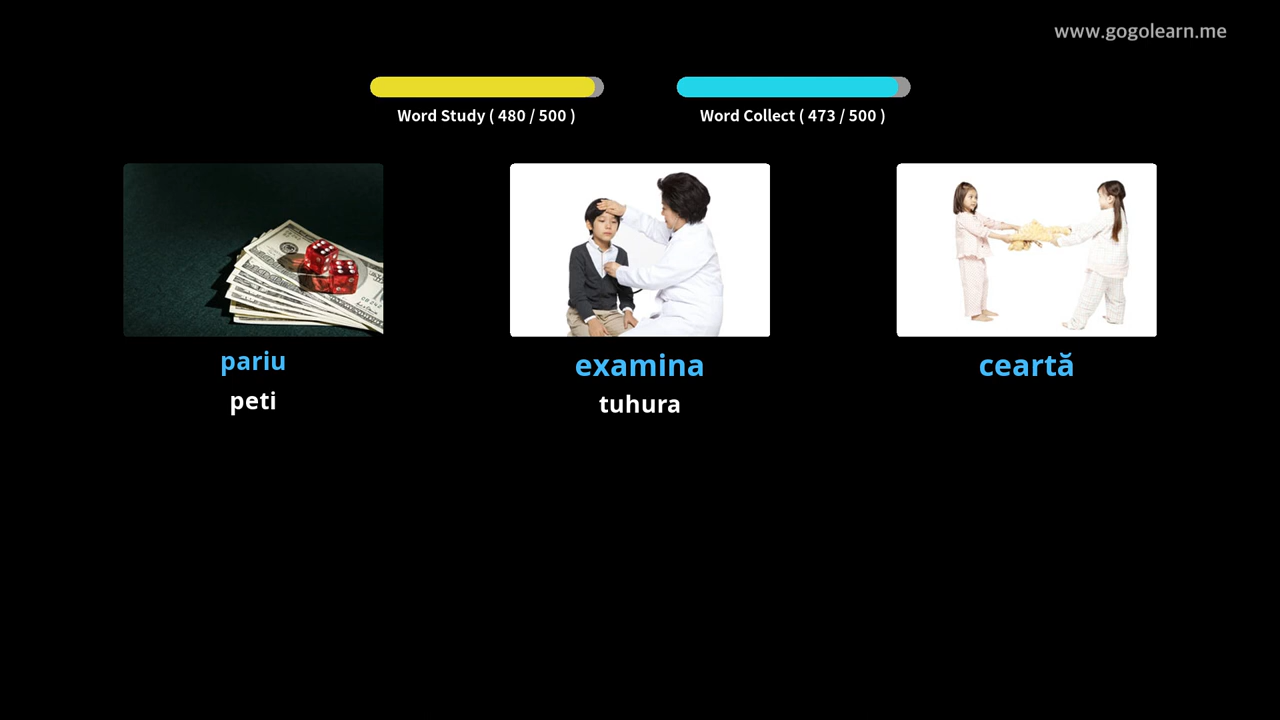 www.gogolearn.me
Word Study ( 480 / 500 )
Word Collect ( 473 / 500 )
pariu
peti
examina
tuhura
ceartă